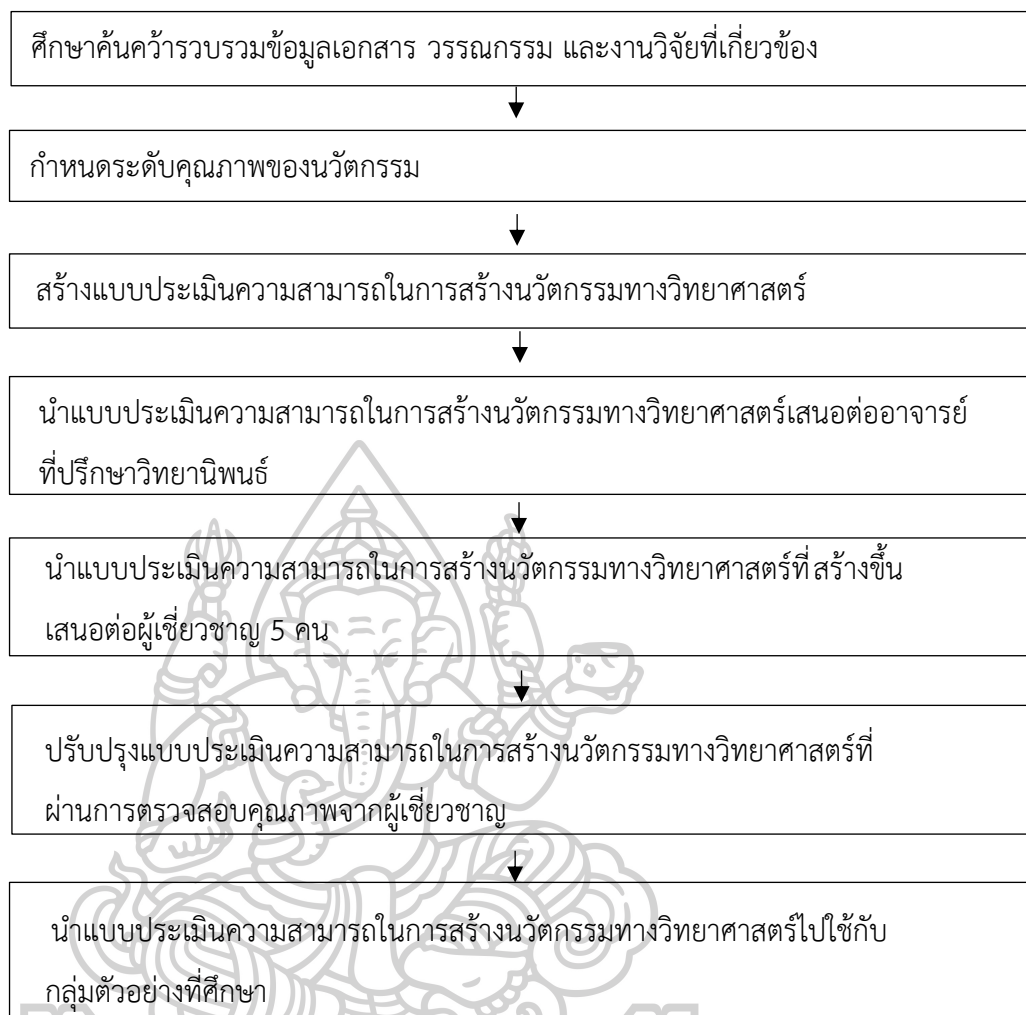 ศึกษาค้นคว้ารวบรวมข้อมูลเอกสาร วรรณกรรม และงานวิจัยที่เกี่ยวข้อง
กำหนดระดับคุณภาพของนวัตกรรม
สร้างแบบประเมินความสามารถในการสร้างนวัตกรรมทางวิทยาศาสตร์
นำแบบประเมินความสามารถในการสร้างนวัตกรรมทางวิทยาศาสตร์เสนอต่ออาจารย์
ที่ปรึกษาวิทยานิพนธ์
นำแบบประเมินความสามารถในการสร้างนวัตกรรมทางวิทยาศาสตร์ที่สร้างขึ้น
เสนอต่อผู้เชี่ยวชาญ 5 คน
ปรับปรุงแบบประเมินความสามารถในการสร้างนวัตกรรมทางวิทยาศาสตร์ที่
ผ่านการตรวจสอบคุณภาพจากผู้เชี่ยวชาญ
นำแบบประเมินความสามารถในการสร้างนวัตกรรมทางวิทยาศาสตร์ไปใช้กับ
กลุ่มตัวอย่างที่ศึกษา